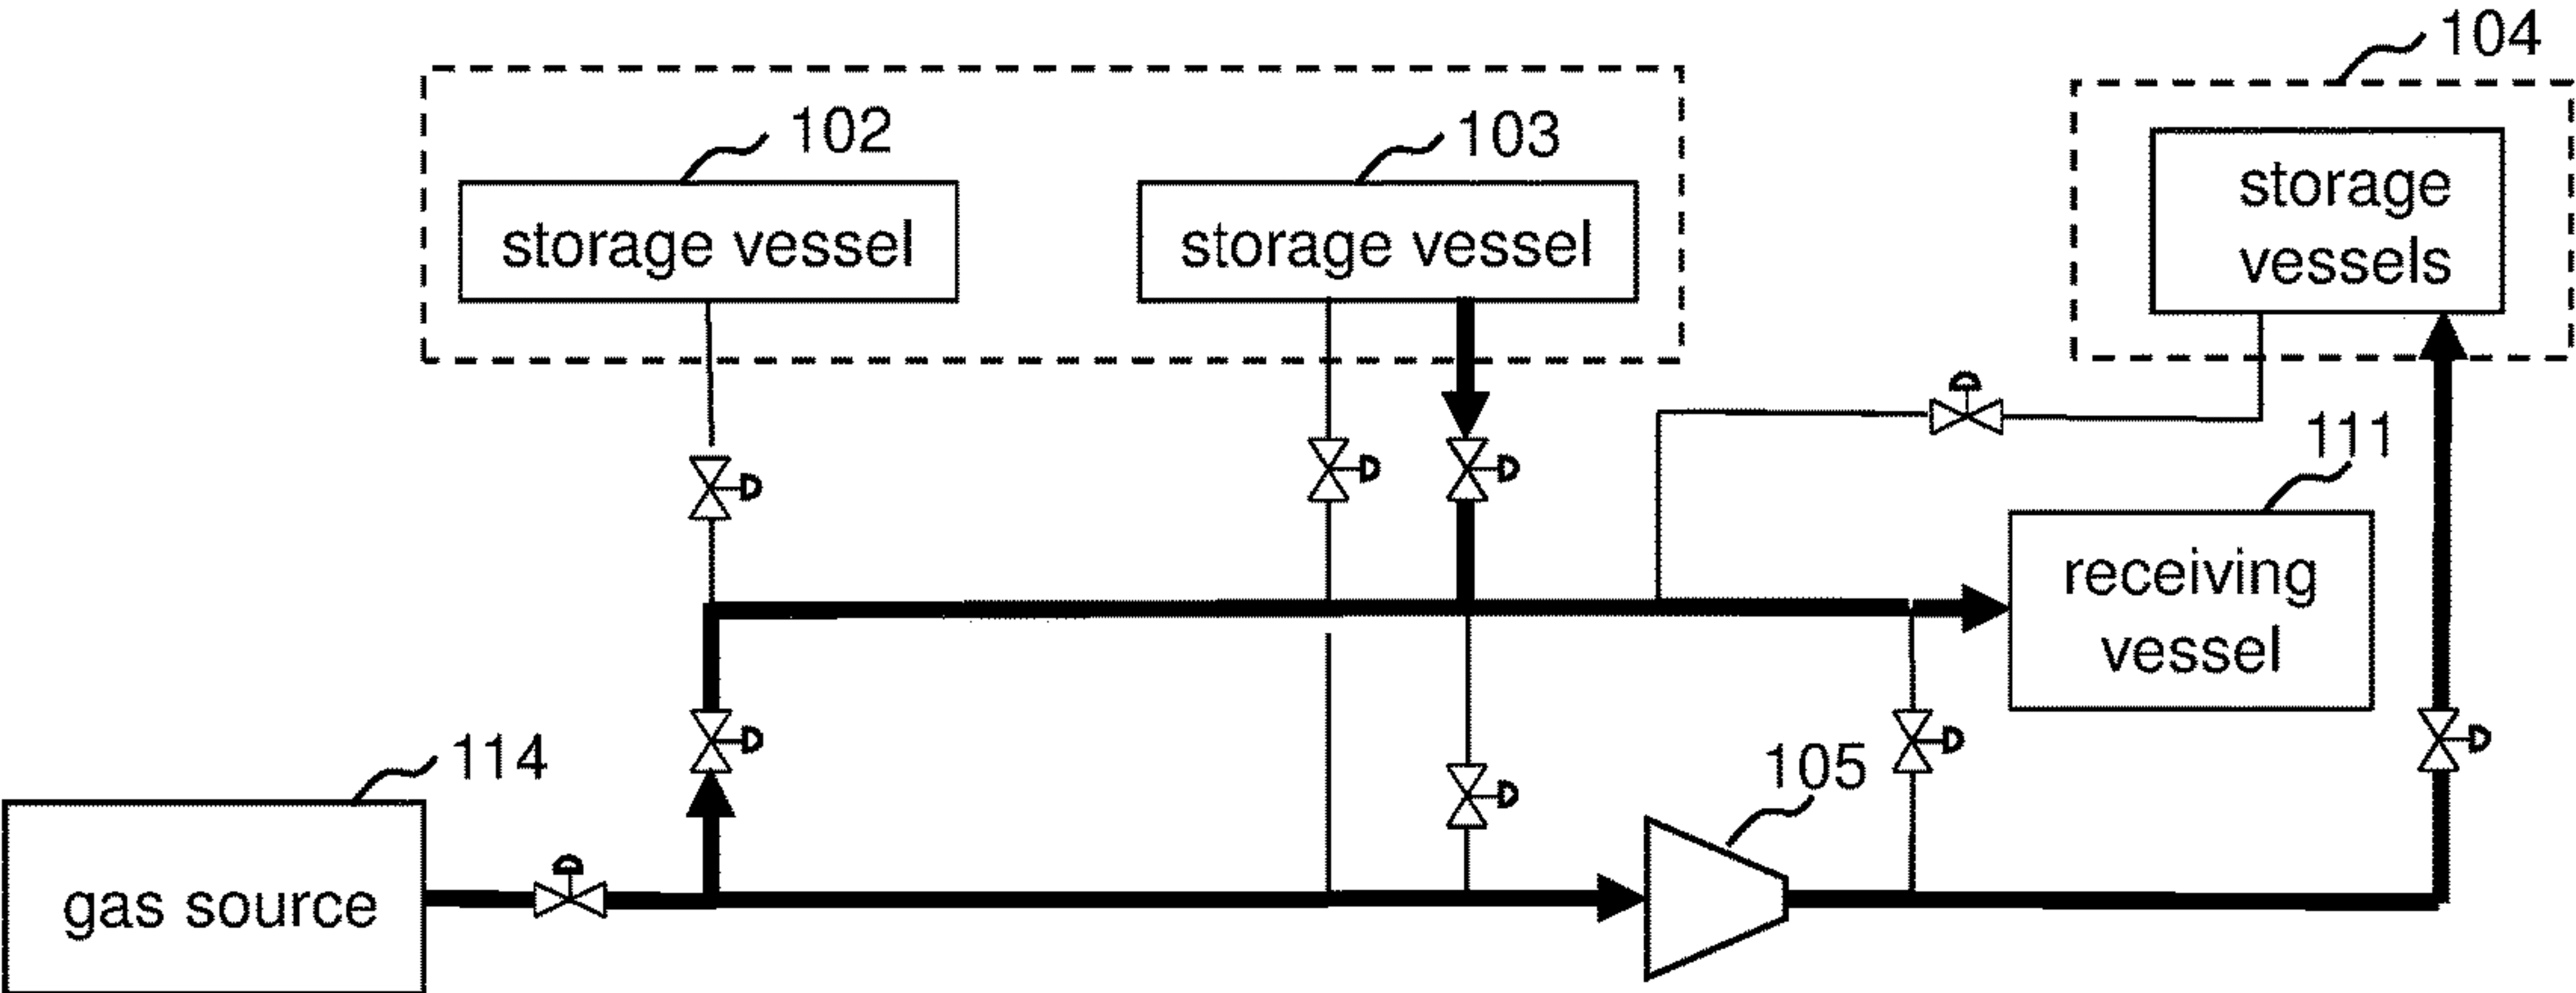 104
102
103
storage
vessels
storage vessel
storage vessel
111
receiving
vessel
114
105
gas source